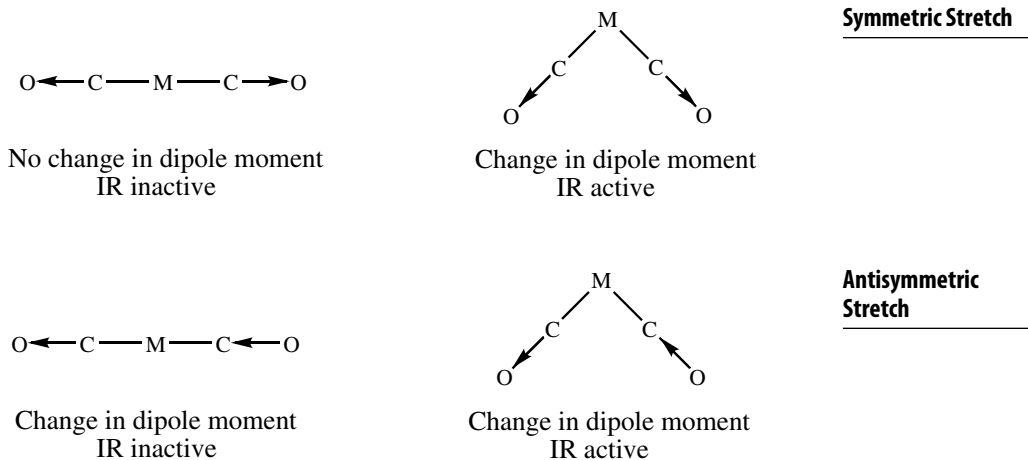 Symmetric Stretch
M
O C M C O
C C
O O
No change in dipole moment
IR inactive
Change in dipole moment
IR active
Antisymmetric
Stretch
M
O C M C O
C C
O O
Change in dipole moment
IR inactive
Change in dipole moment
IR active